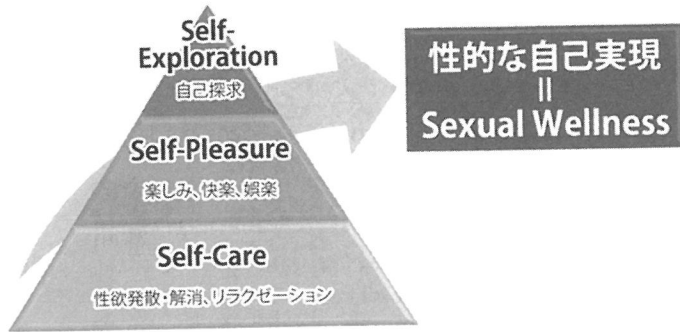 Self-
Exploration
自己探求
Self-Pleasure
楽しみ、快楽、娯楽
Self-Care
性欲発散・解消、リラクゼーション
性的な自己実現
=
Sexual Wellness